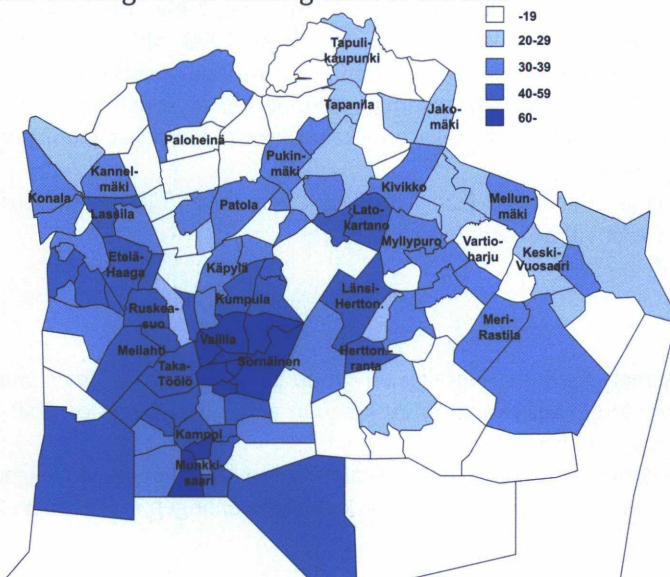 -19
20-29
30-39
40-59
60-
Tapuli-
kaupunki
Tapanila
Jako-
mäki
Paloheinä
Pukin-
mäki
Kannel-
mäki
Konala
Lassila
Patola
Kivikko
Mellun-
mäki
Lato-
kartano
Myllypuro
Vartio-
harju
Keski-
Vuosaari
Etelä-
Haaga
Käpylä
Kumpula
Länsi-
Hertton.
Ruskea-
suo
Vallila
Meri-
Rastila
Meilahti
Taka-
Töölö
Sörnäinen
Hertton.-
ranta
Kamppi
Munkki-
saari